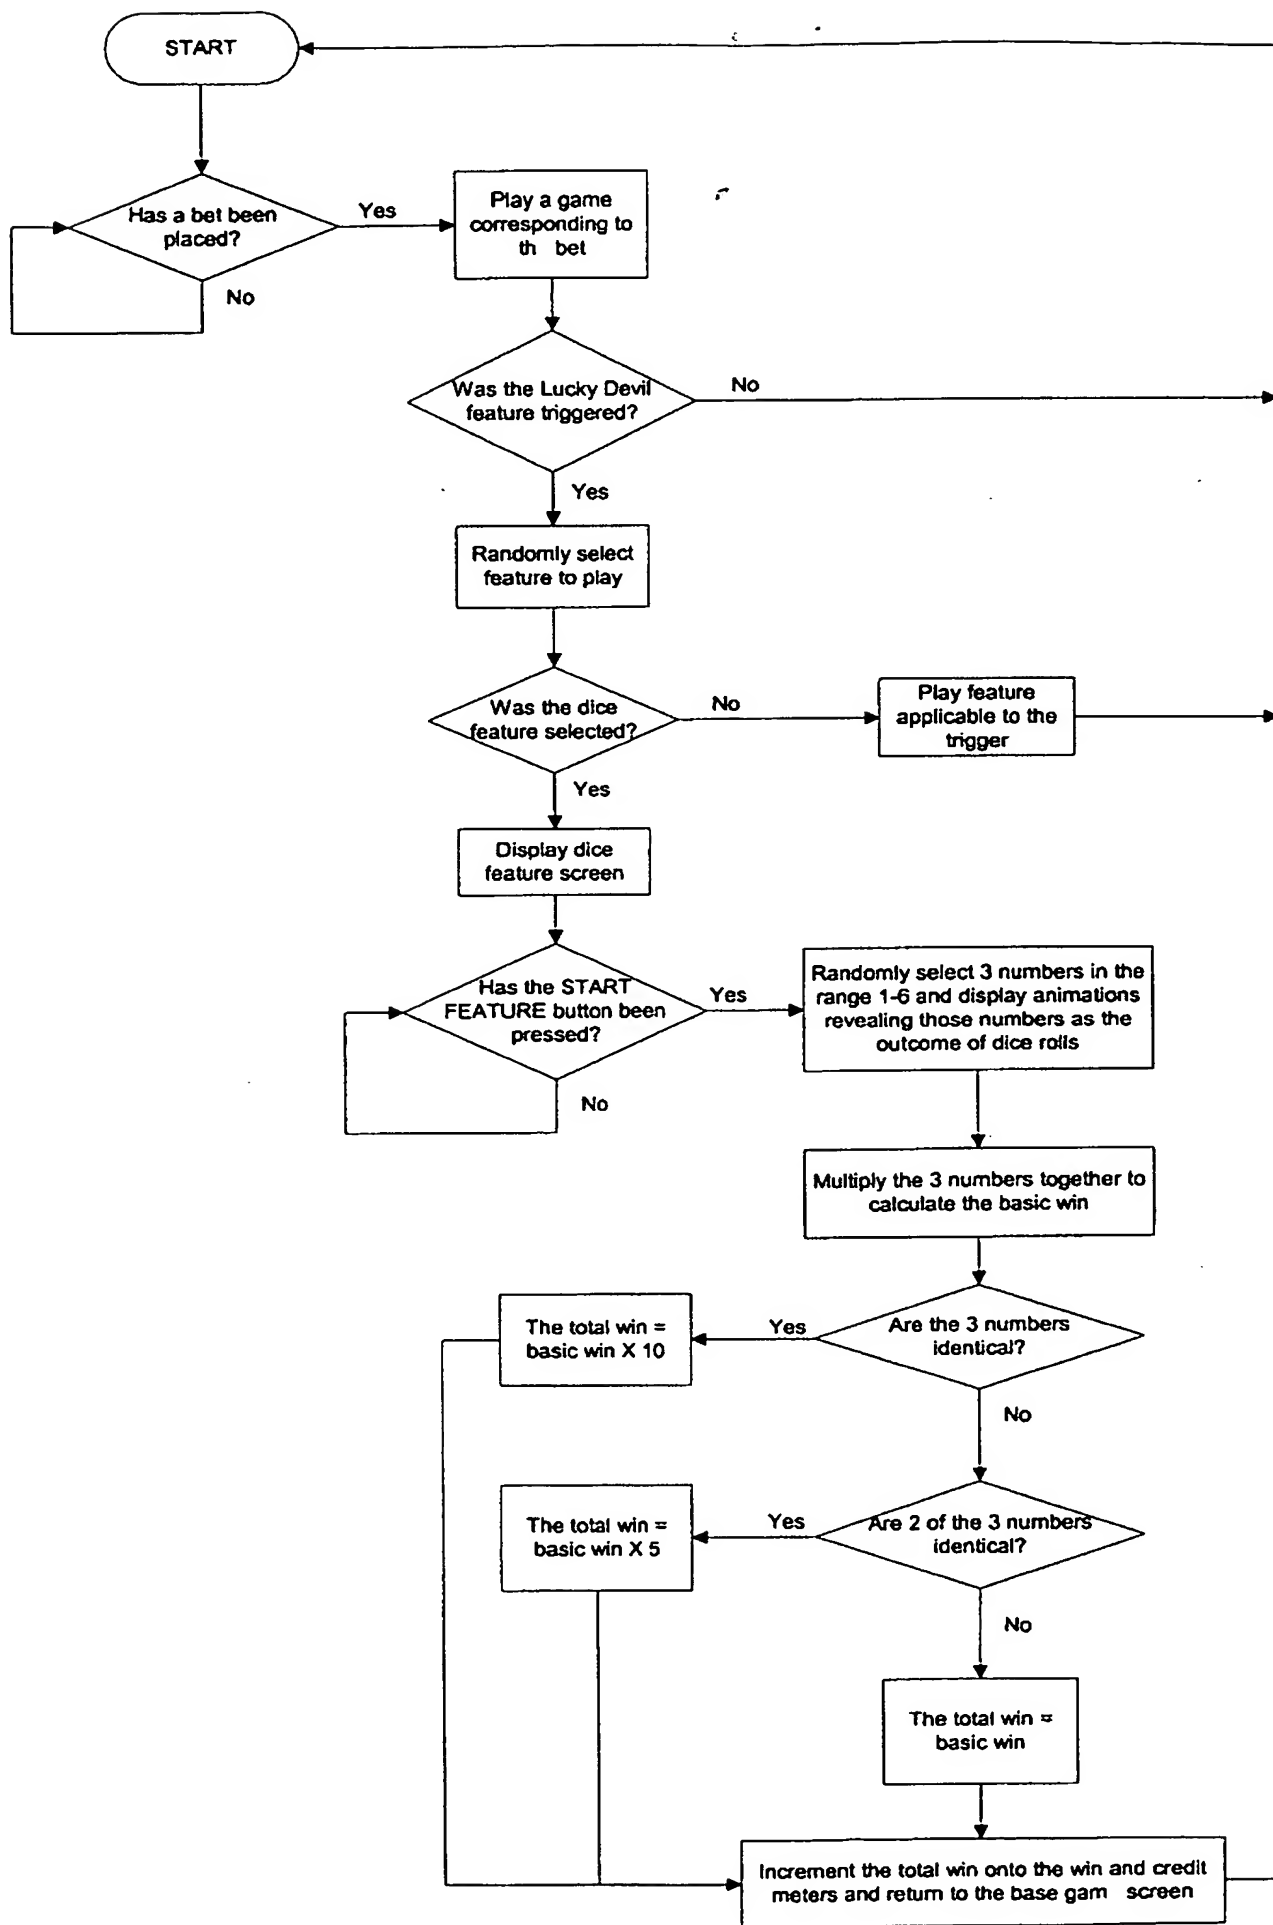 START
Has a bet been
placed?
Yes
No
Play a game
corresponding to
th bet
Was the Lucky Devil
feature triggered?
No
Yes
Randomly select
feature to play
Was the dice
feature selected?
No
Play feature
applicable to the
trigger
Yes
Display dice
feature screen
Has the START
FEATURE button been
pressed?
Yes
No
Randomly select 3 numbers in the
range 1-6 and display animations
revealing those numbers as the
outcome of dice rolls
Multiply the 3 numbers together to
calculate the basic win
Are the 3 numbers
identical?
Yes
The total win =
basic win X 10
No
Are 2 of the 3 numbers
identical?
Yes
The total win =
basic win X 5
No
The total win =
basic win
Increment the total win onto the win and credit
meters and return to the base gam screen